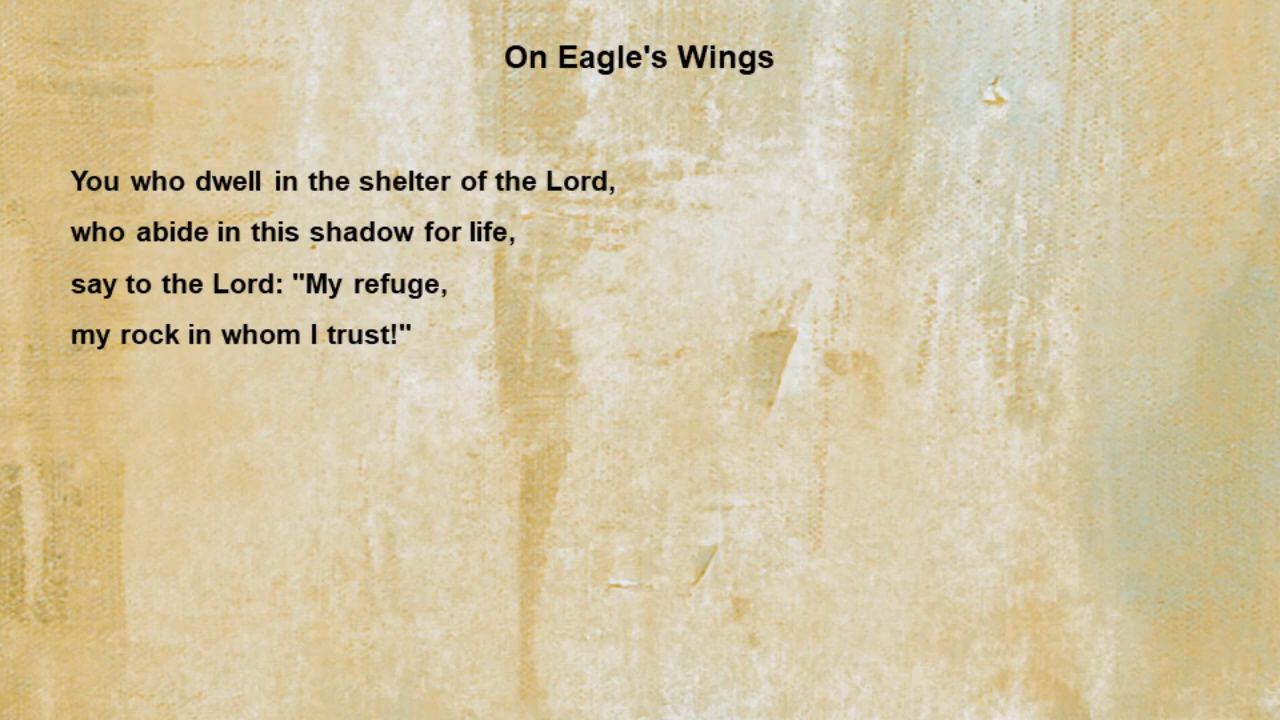 On Eagle's Wings
You who dwell in the shelter of the Lord,
who abide in this shadow for life,
say to the Lord: "My refuge,
my rock in whom I trust!"